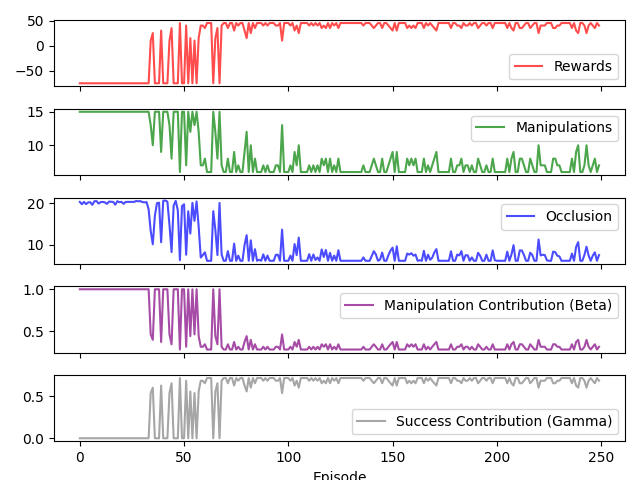 50
0
−50
Rewards
15
10
Manipulations
20
10
Occlusion
1.0
0.5
Manipulation Contribution (Beta)
0.5
0.0
Success Contribution (Gamma)
0 50 100 150 200 250
Episode